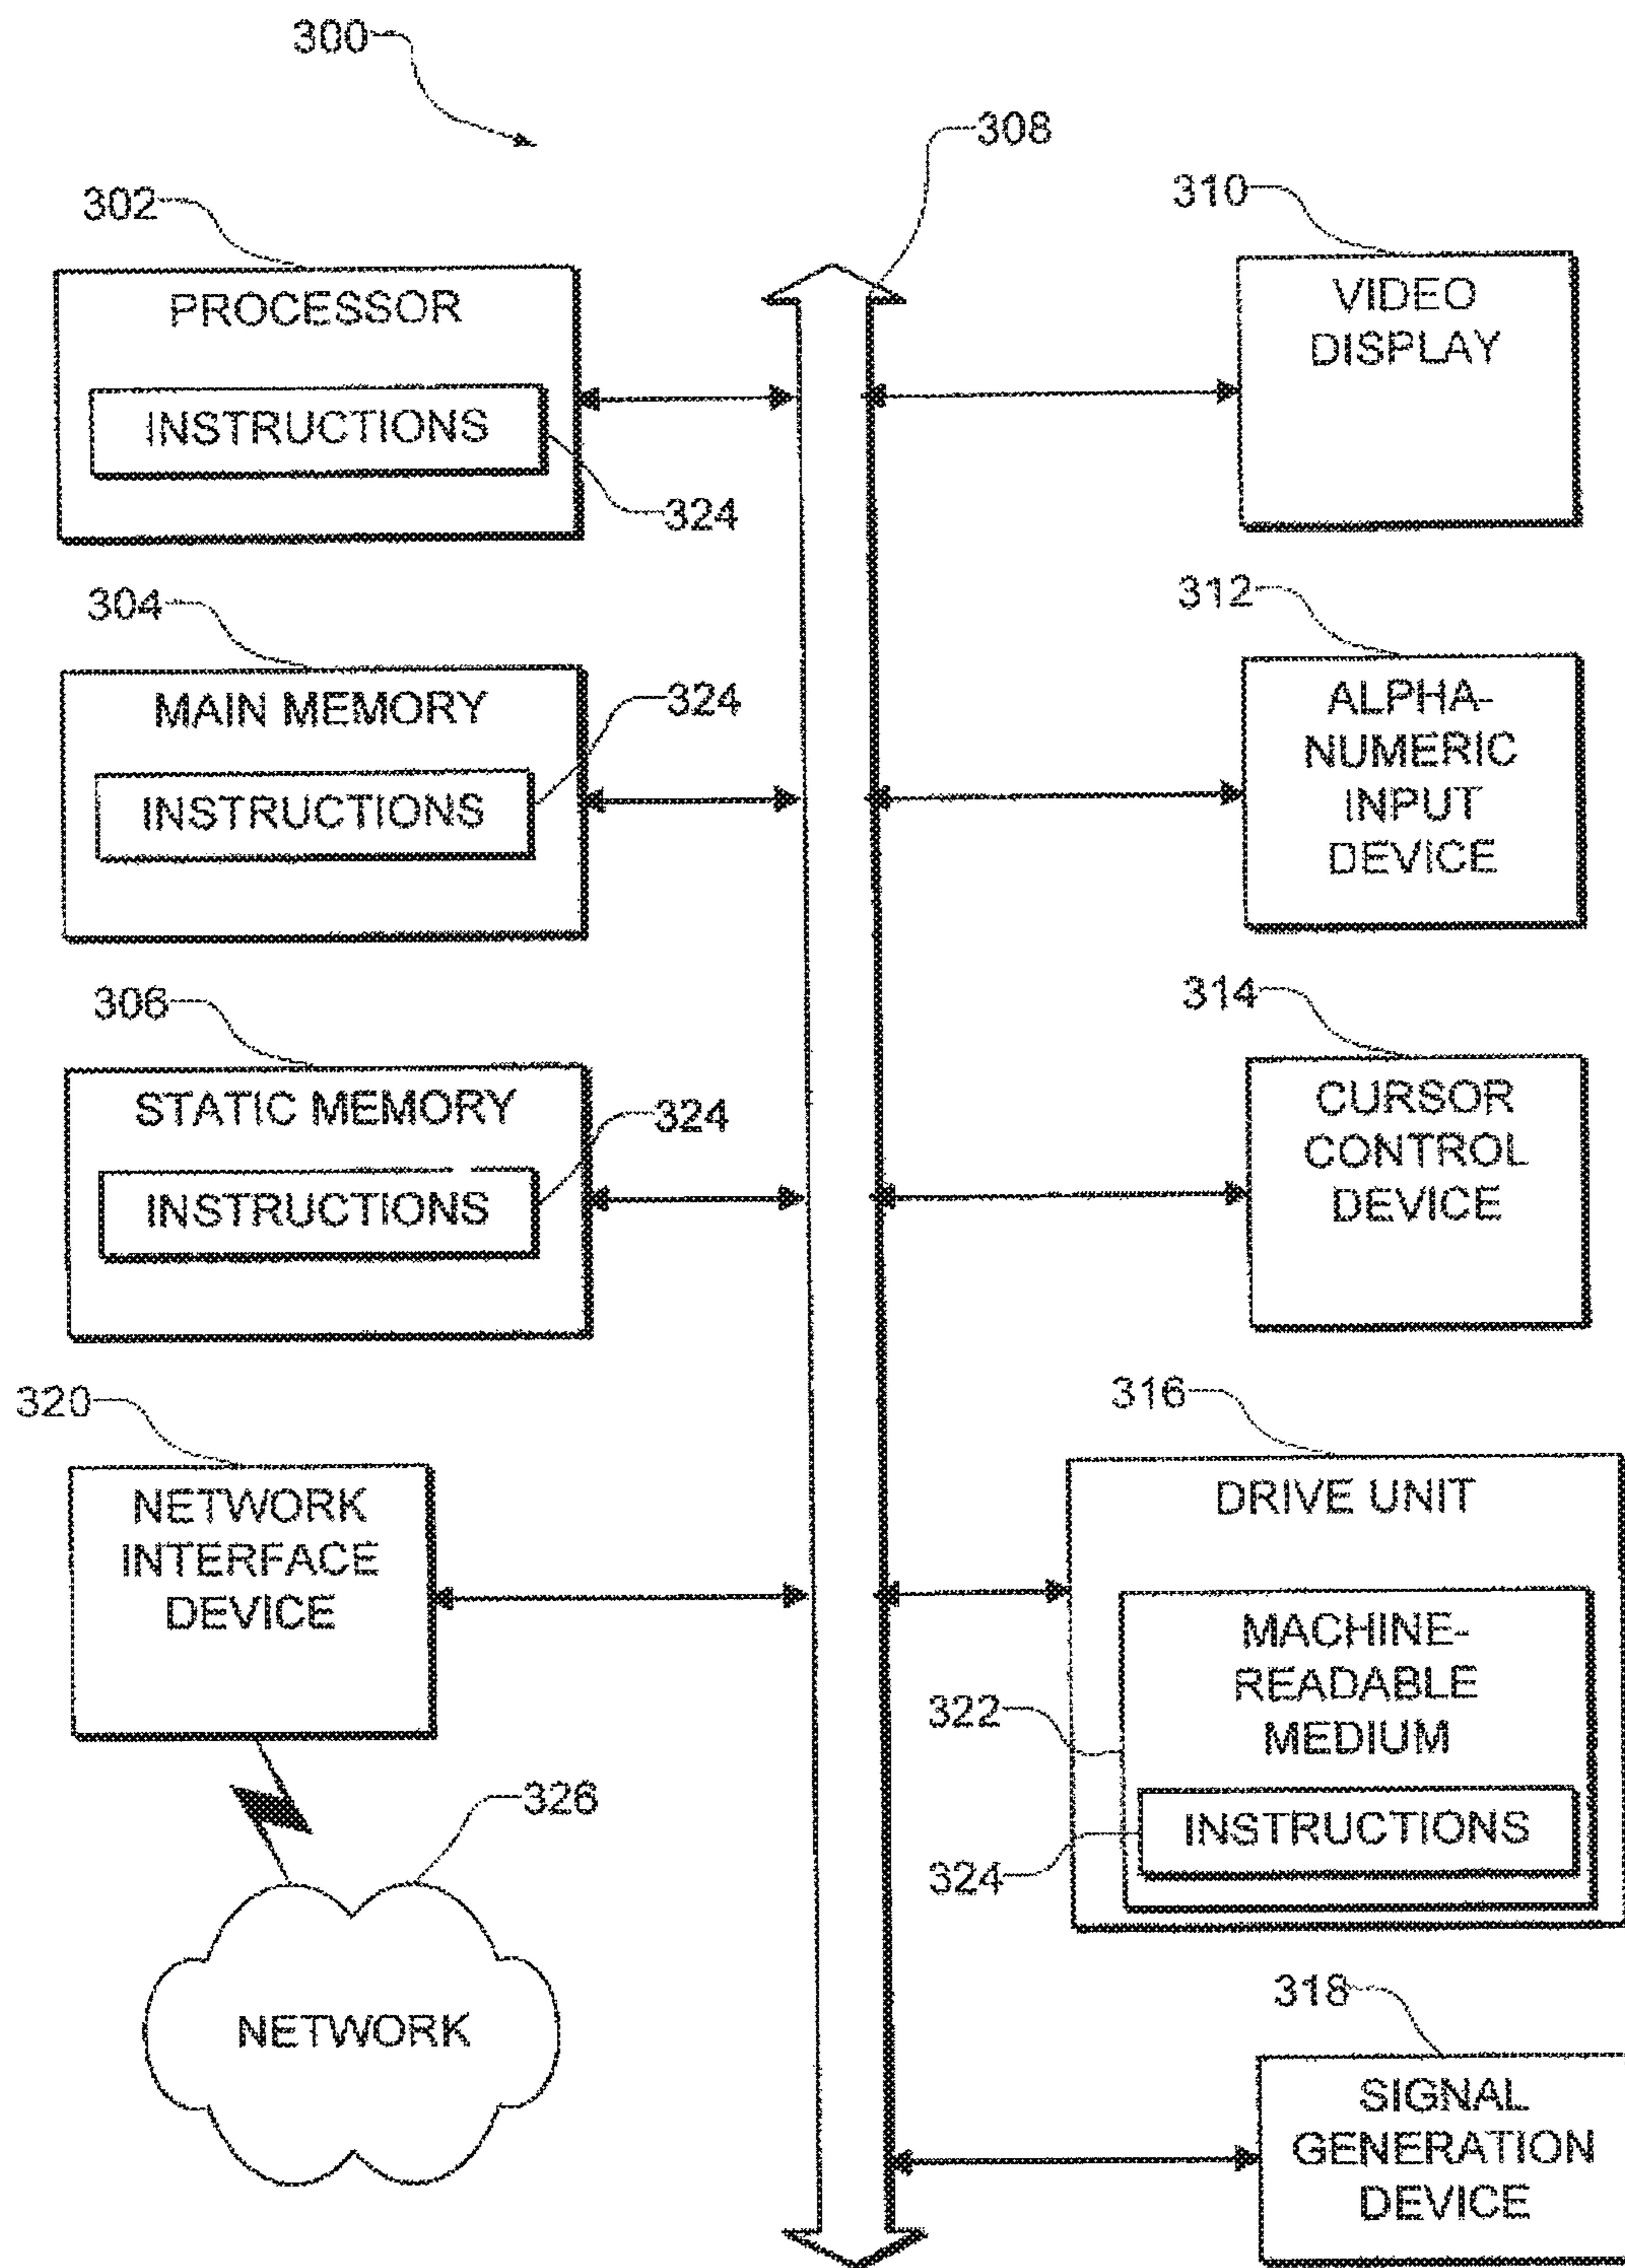 300
308
302
310
PROCESSOR
INSTRUCTIONS
324
VIDEO
DISPLAY
304
312
MAIN MEMORY
324
INSTRUCTIONS
ALPHA-
NUMERIC
INPUT
DEVICE
306
314
STATIC MEMORY
324
INSTRUCTIONS
CURSOR
CONTROL
DEVICE
320
316
NETWORK
INTERFACE
DEVICE
DRIVE UNIT
MACHINE-
READABLE
MEDIUM
322
INSTRUCTIONS
324
326
NETWORK
318
SIGNAL
GENERATION
DEVICE